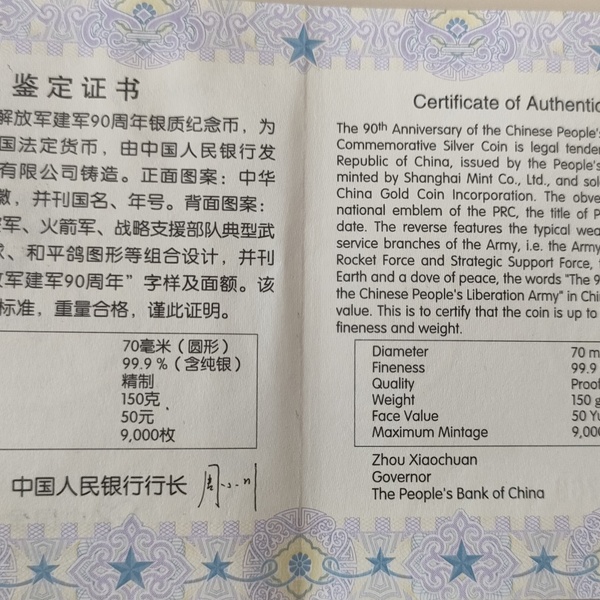 鉴定证书
解放军建军90周年银质纪念币，为
国法定货币，由中国人民银行发
有限公司铸造。正面图案：中华
徽，并刊国名、年号。背面图案：
军、火箭军、战略支援部队典型武
、和平鸽图形等组合设计，并刊
军建军90周年”字样及面额。该
标准，重量合格，谨此证明。
70毫米（圆形）
99.9％（含纯银）
精制
150克
50元
9,000枚
中国人民银行行长
Certificate of Authentic
The 90th Anniversary of the Chinese People's
Commemorative Silver Coin is legal tender
Republic of China, issued by the People's
minted by Shanghai Mint Co., Ltd., and sol
China Gold Coin Incorporation. The obve
national emblem of the PRC, the title of P
date. The reverse features the typical wea
service branches of the Army, i.e. the Army
Rocket Force and Strategic Support Force,
Earth and a dove of peace, the words "The 9
the Chinese People's Liberation Army" in Chi
value. This is to certify that the coin is up to
fineness and weight.
Diameter 70 m
Fineness 99.9
Quality Proof
Weight 150 g
Face Value 50 Yu
Maximum Mintage 9,00
Zhou Xiaochuan
Governor
The People's Bank of China